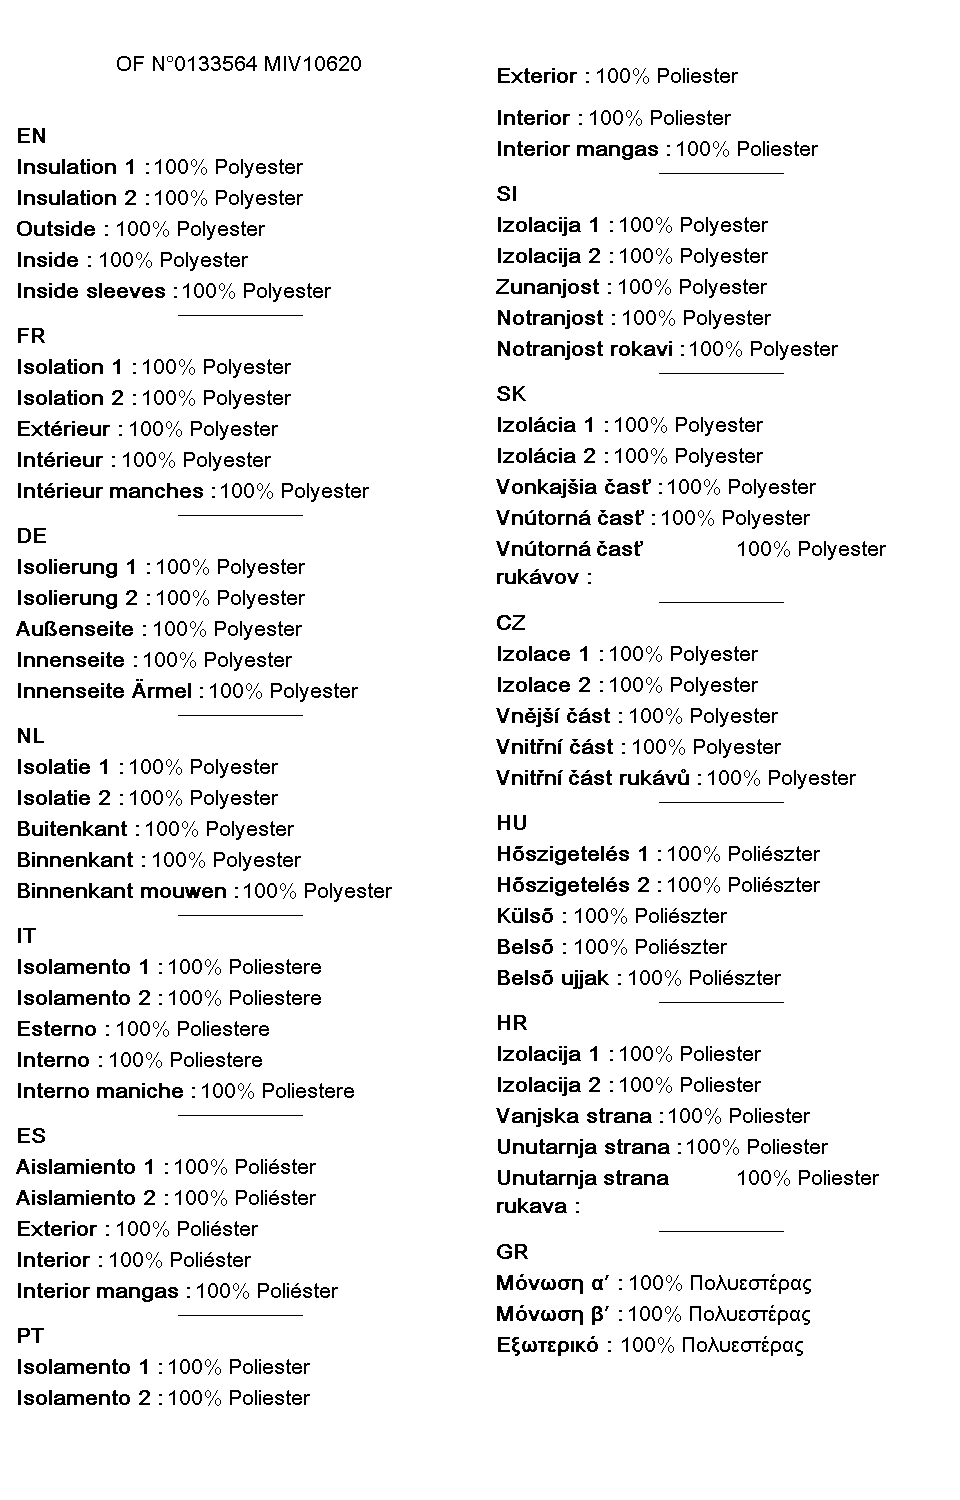 OF N°0133564 MIV10620
EN
Insulation 1 : 100% Polyester
Insulation 2 : 100% Polyester
Outside : 100% Polyester
Inside : 100% Polyester
Inside sleeves : 100% Polyester
FR
Isolation 1 : 100% Polyester
Isolation 2 : 100% Polyester
Extérieur : 100% Polyester
Intérieur : 100% Polyester
Intérieur manches : 100% Polyester
DE
Isolierung 1 : 100% Polyester
Isolierung 2 : 100% Polyester
Außenseite : 100% Polyester
Innenseite : 100% Polyester
Innenseite Ärmel : 100% Polyester
NL
Isolatie 1 : 100% Polyester
Isolatie 2 : 100% Polyester
Buitenkant : 100% Polyester
Binnenkant : 100% Polyester
Binnenkant mouwen : 100% Polyester
IT
Isolamento 1 : 100% Poliestere
Isolamento 2 : 100% Poliestere
Esterno : 100% Poliestere
Interno : 100% Poliestere
Interno maniche : 100% Poliestere
ES
Aislamiento 1 : 100% Poliéster
Aislamiento 2 : 100% Poliéster
Exterior : 100% Poliéster
Interior : 100% Poliéster
Interior mangas : 100% Poliéster
PT
Isolamento 1 : 100% Poliester
Isolamento 2 : 100% Poliester
Exterior : 100% Poliester
Interior : 100% Poliester
Interior mangas : 100% Poliester
SI
Izolacija 1 : 100% Polyester
Izolacija 2 : 100% Polyester
Zunanjost : 100% Polyester
Notranjost : 100% Polyester
Notranjost rokavi : 100% Polyester
SK
Izolácia 1 : 100% Polyester
Izolácia 2 : 100% Polyester
Vonkajšia časť : 100% Polyester
Vnútorná časť : 100% Polyester
Vnútorná časť 100% Polyester
rukávov :
CZ
Izolace 1 : 100% Polyester
Izolace 2 : 100% Polyester
Vnější část : 100% Polyester
Vnitřní část : 100% Polyester
Vnitřní část rukávů : 100% Polyester
HU
Hőszigetelés 1 : 100% Poliészter
Hőszigetelés 2 : 100% Poliészter
Külső : 100% Poliészter
Belső : 100% Poliészter
Belső ujjak : 100% Poliészter
HR
Izolacija 1 : 100% Poliester
Izolacija 2 : 100% Poliester
Vanjska strana : 100% Poliester
Unutarnja strana : 100% Poliester
Unutarnja strana 100% Poliester
rukava :
GR
Μόνωση α’ : 100% Πολυεστέρας
Μόνωση β’ : 100% Πολυεστέρας
Εξωτερικό : 100% Πολυεστέρας